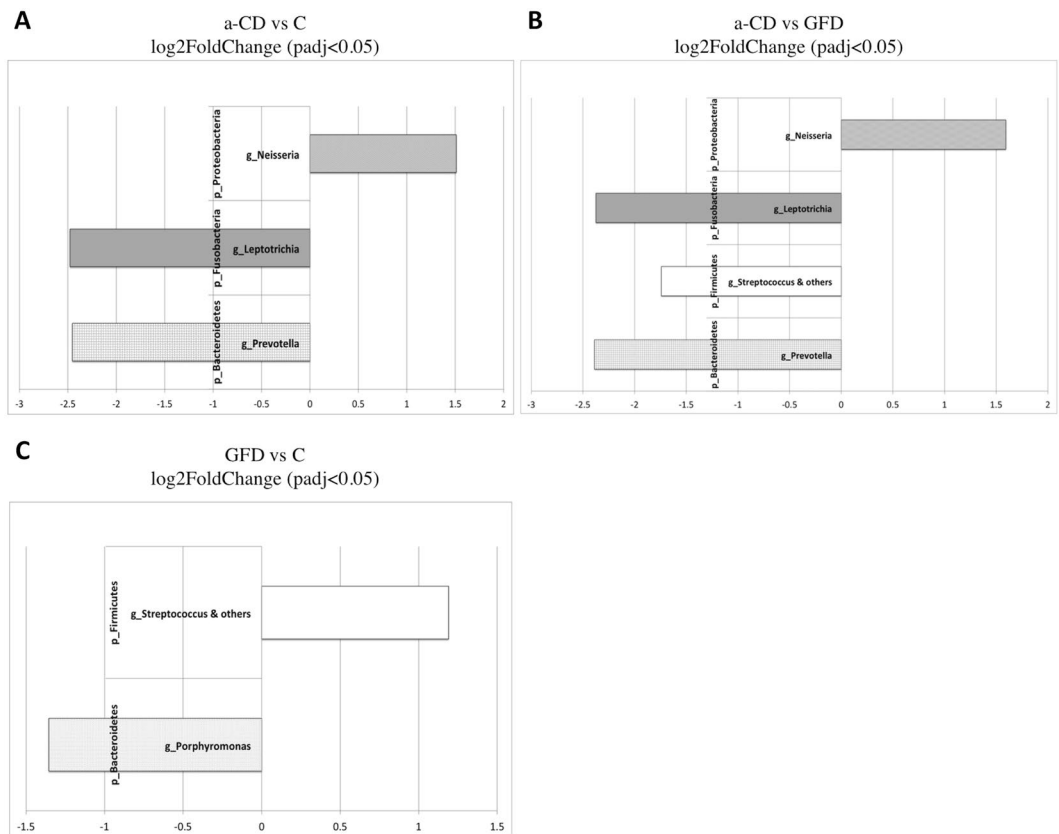 A
a-CD vs C
log2FoldChange (padj<0.05)
p_Proteobacteria
g_Neisseria
p_Fusobacteria
g_Leptotrichia
p_Bacteroidetes
g_Prevotella
-3 -2.5 -2 -1.5 -1 -0.5 0 0.5 1 1.5 2
B
a-CD vs GFD
log2FoldChange (padj<0.05)
p_Proteobacteria
g_Neisseria
p_Fusobacteria
g_Leptotrichia
p_Firmicutes
g_Streptococcus & others
p_Bacteroidetes
g_Prevotella
-3 -2.5 -2 -1.5 -1 -0.5 0 0.5 1 1.5 2
C
GFD vs C
log2FoldChange (padj<0.05)
p_Firmicutes
g_Streptococcus & others
p_Bacteroidetes
g_Porphyromonas
-1.5 -1 -0.5 0 0.5 1 1.5